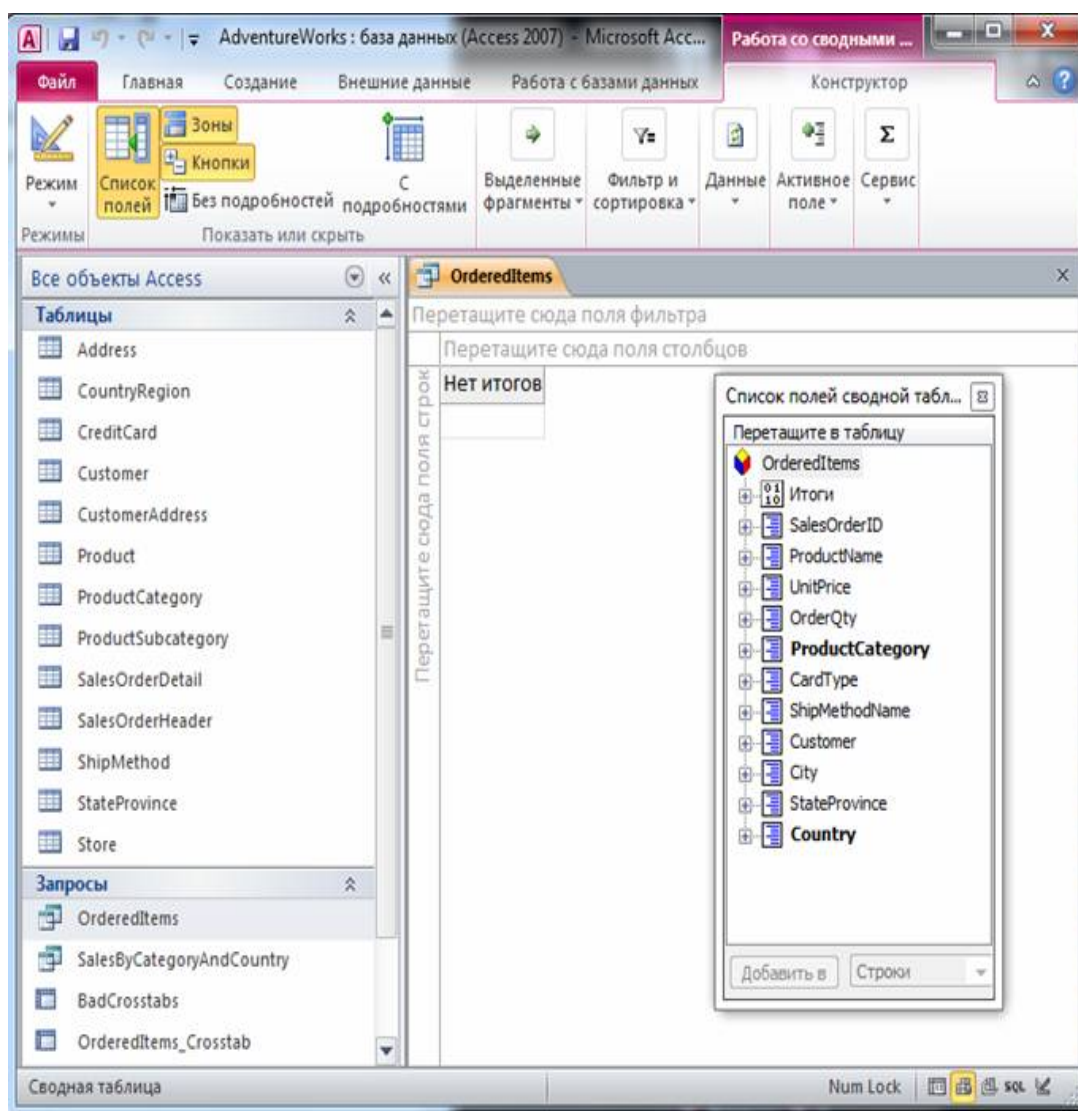 AdventureWorks : база данных (Access 2007) - Microsoft Acc...
Работа со сводными ...
Файл
Главная
Создание
Внешние данные
Работа с базами данных
Конструктор
Режим
Список полей
Зоны
Кнопки
Без подробностей
С подробностями
Выделенные фрагменты
Фильтр и сортировка
Данные
Активное поле
Сервис
Режимы
Показать или скрыть
Все объекты Access
Таблицы
Address
CountryRegion
CreditCard
Customer
CustomerAddress
Product
ProductCategory
ProductSubcategory
SalesOrderDetail
SalesOrderHeader
ShipMethod
StateProvince
Store
Запросы
OrderedItems
SalesByCategoryAndCountry
BadCrosstabs
OrderedItems_Crosstab
OrderedItems
Перетащите сюда поля фильтра
Перетащите сюда поля столбцов
Перетащите сюда поля строк
Нет итогов
Список полей сводной табл...
Перетащите в таблицу
OrderedItems
Итоги
SalesOrderID
ProductName
UnitPrice
OrderQty
ProductCategory
CardType
ShipMethodName
Customer
City
StateProvince
Country
Добавить в
Строки
Сводная таблица
Num Lock
SQL